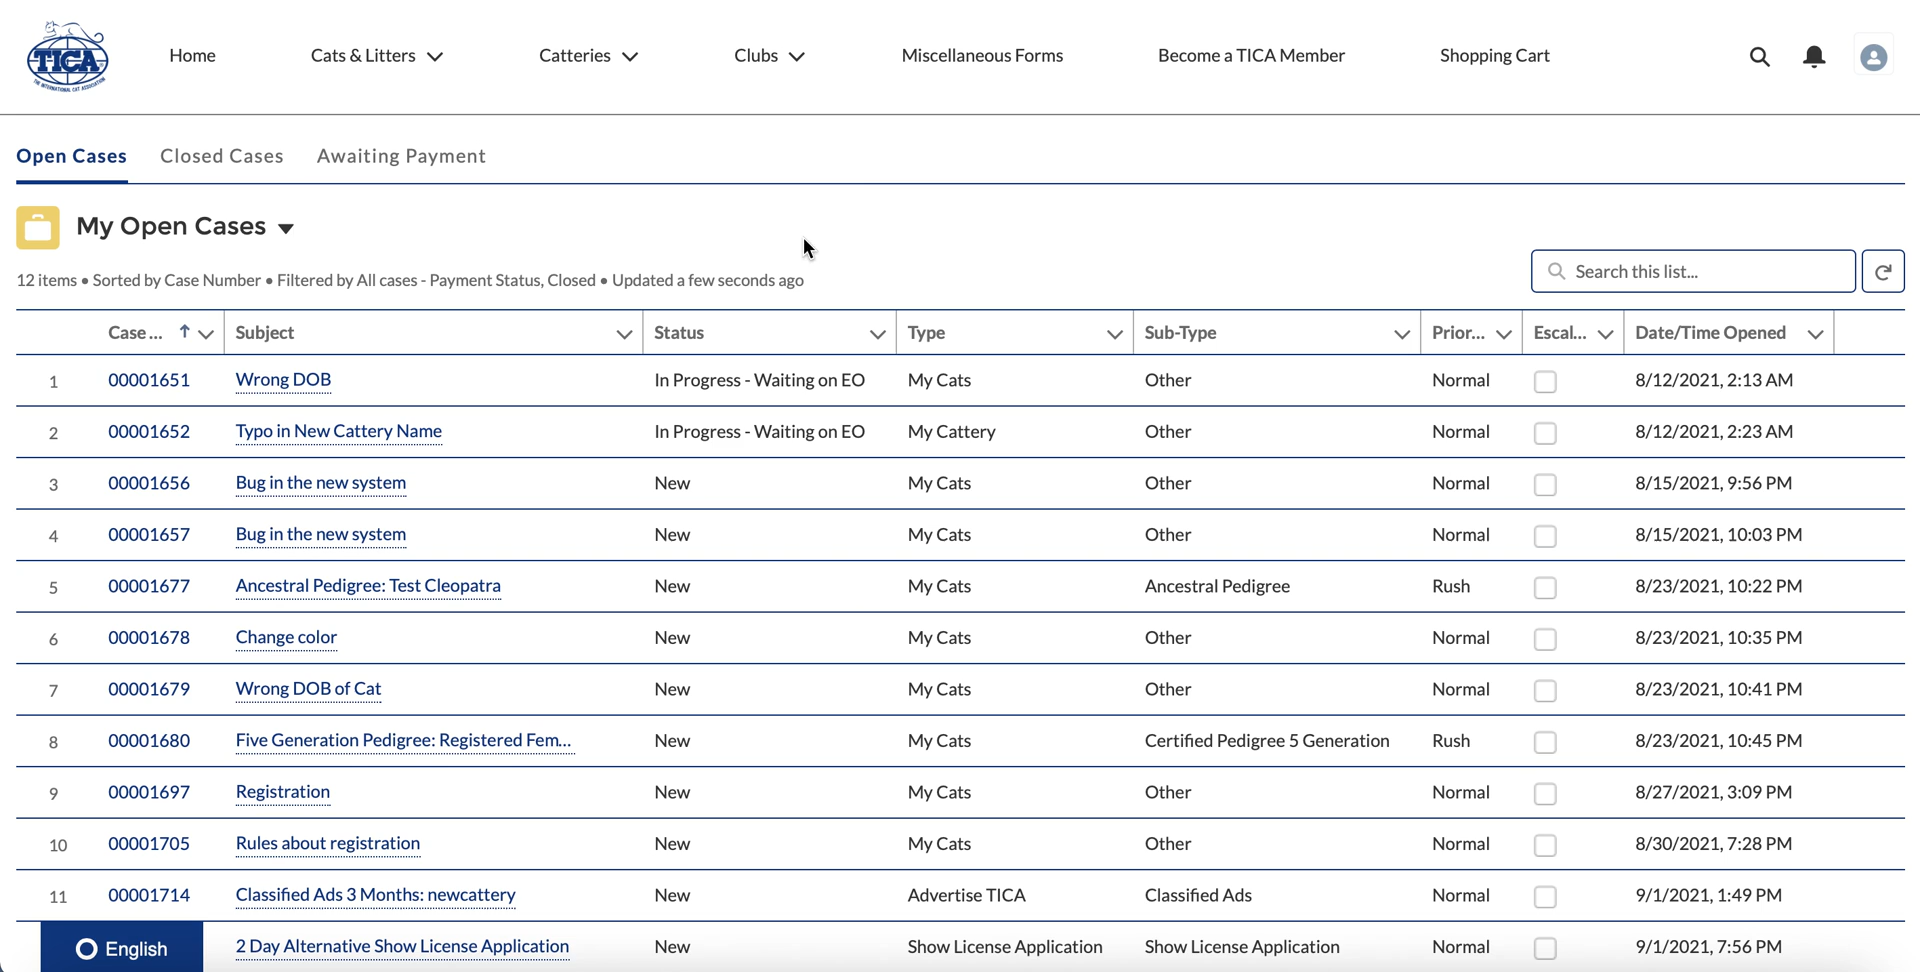 TICA
THE INTERNATIONAL CAT ASSOCIATION
Home
Cats & Litters
Catteries
Clubs
Miscellaneous Forms
Become a TICA Member
Shopping Cart
Open Cases
Closed Cases
Awaiting Payment
My Open Cases
12 items • Sorted by Case Number • Filtered by All cases - Payment Status, Closed • Updated a few seconds ago
Search this list...
Case ... Subject Status Type Sub-Type Prior... Escal... Date/Time Opened
1 00001651 Wrong DOB In Progress - Waiting on EO My Cats Other Normal 8/12/2021, 2:13 AM
2 00001652 Typo in New Cattery Name In Progress - Waiting on EO My Cattery Other Normal 8/12/2021, 2:23 AM
3 00001656 Bug in the new system New My Cats Other Normal 8/15/2021, 9:56 PM
4 00001657 Bug in the new system New My Cats Other Normal 8/15/2021, 10:03 PM
5 00001677 Ancestral Pedigree: Test Cleopatra New My Cats Ancestral Pedigree Rush 8/23/2021, 10:22 PM
6 00001678 Change color New My Cats Other Normal 8/23/2021, 10:35 PM
7 00001679 Wrong DOB of Cat New My Cats Other Normal 8/23/2021, 10:41 PM
8 00001680 Five Generation Pedigree: Registered Fem... New My Cats Certified Pedigree 5 Generation Rush 8/23/2021, 10:45 PM
9 00001697 Registration New My Cats Other Normal 8/27/2021, 3:09 PM
10 00001705 Rules about registration New My Cats Other Normal 8/30/2021, 7:28 PM
11 00001714 Classified Ads 3 Months: newcattery New Advertise TICA Classified Ads Normal 9/1/2021, 1:49 PM
English 2 Day Alternative Show License Application New Show License Application Show License Application Normal 9/1/2021, 7:56 PM